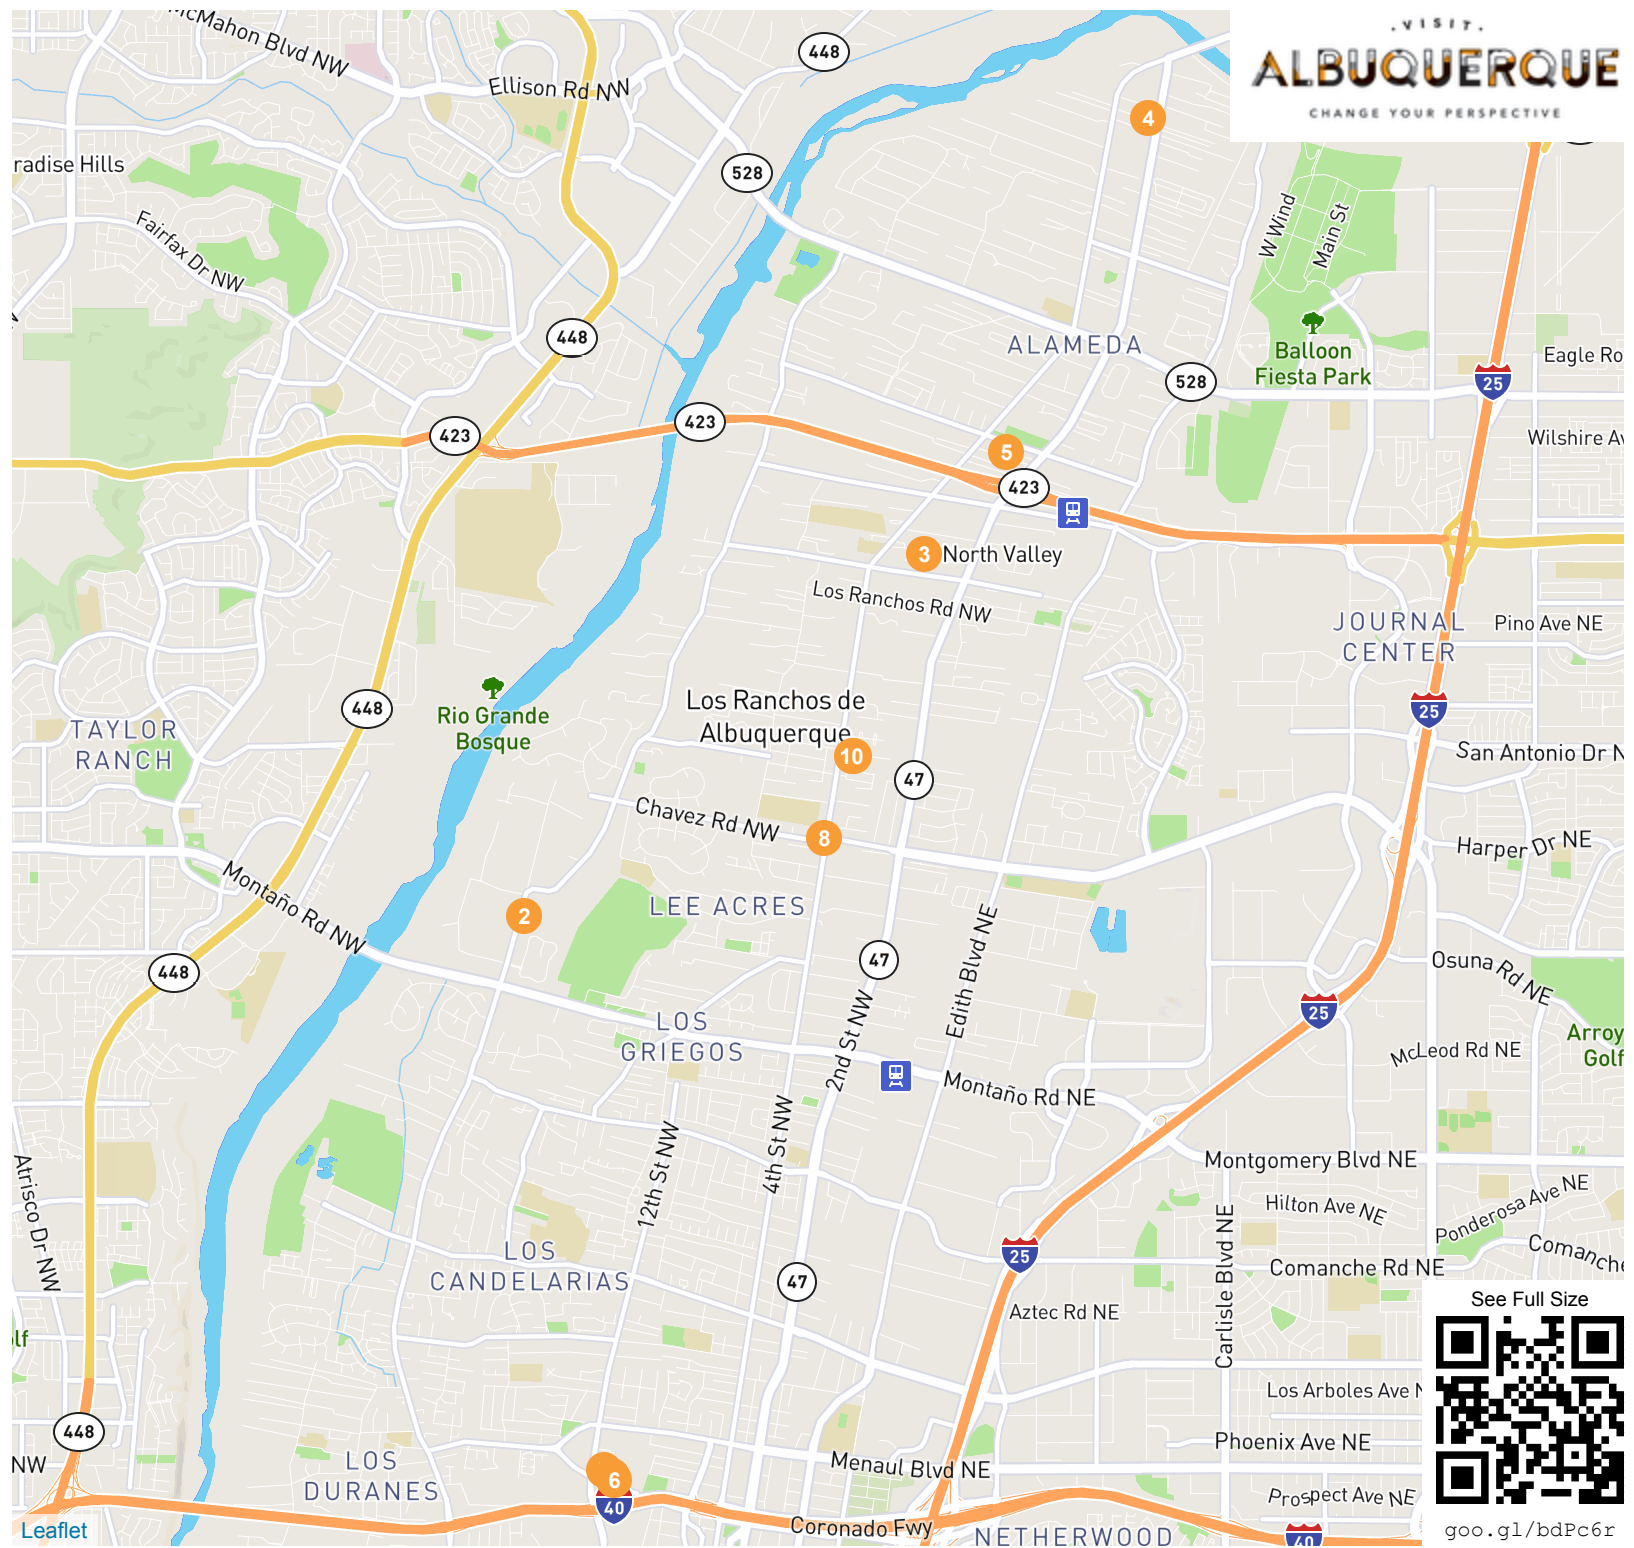 McMahon Blvd NW
448
Ellison Rd NW
VISIT
ALBUQUERQUE
CHANGE YOUR PERSPECTIVE
4
radise Hills
528
Fairfax Dr NW
W Wind
Main St
448
ALAMEDA
Balloon
Fiesta Park
528
25
Eagle Ro
423
423
Wilshire Av
5
423
3
North Valley
Los Ranchos Rd NW
JOURNAL
CENTER
Pino Ave NE
448
Rio Grande
Bosque
Los Ranchos de
Albuquerque
25
TAYLOR
RANCH
10
47
San Antonio Dr N
Chavez Rd NW
8
Harper Dr NE
Montaño Rd NW
2
LEE ACRES
448
47
Edith Blvd NE
Osuna Rd NE
25
LOS
GRIEGOS
2nd St NW
Arroy
Golf
McLeod Rd NE
Montaño Rd NE
4th St NW
12th St NW
Montgomery Blvd NE
Atrisco Dr NW
Hilton Ave NE
Ponderosa Ave NE
LOS
CANDELARIAS
25
Carlisle Blvd NE
Comanche Rd NE
Comanche
47
Aztec Rd NE
See Full Size
olf
Los Arboles Ave N
448
LOS
DURANES
Phoenix Ave NE
NW
Menaul Blvd NE
6
40
Prospect Ave NE
Leaflet
Coronado Fwy
NETHERWOOD
40
goo.gl/bdPc6r